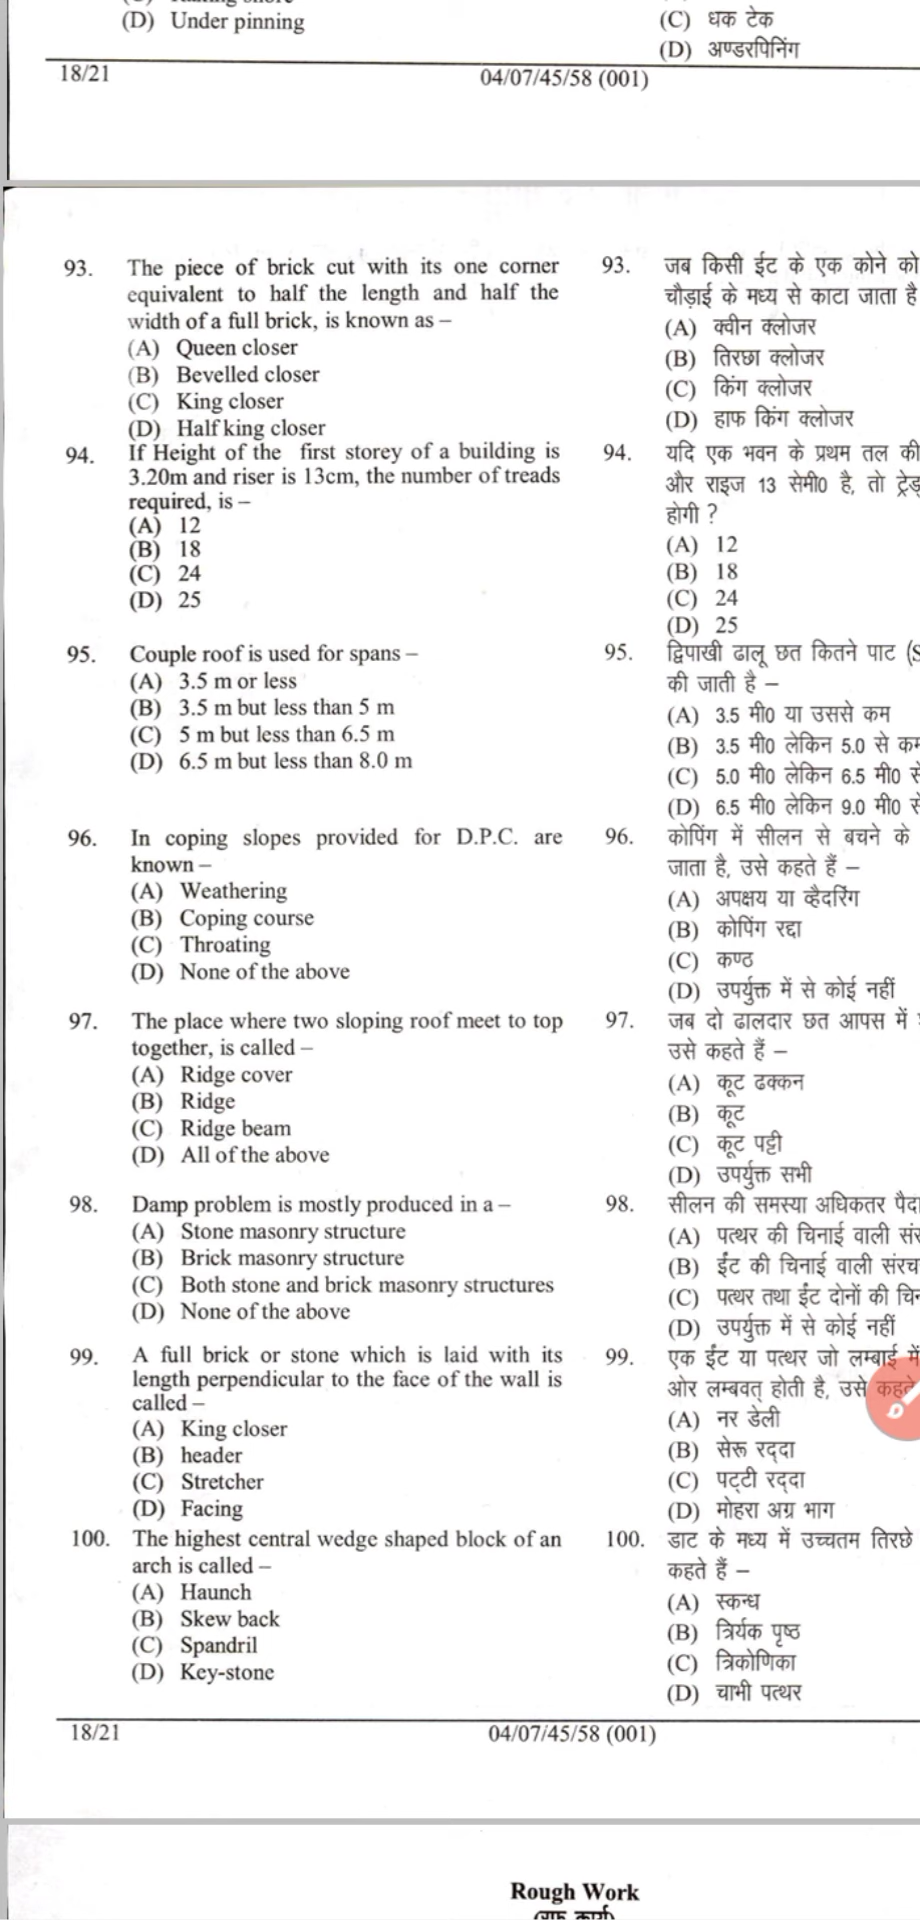 (D) Under pinning
(C) धक टेक
(D) अण्डरपिनिंग
18/21
04/07/45/58 (001)
93. The piece of brick cut with its one corner
equivalent to half the length and half the
width of a full brick, is known as –
(A) Queen closer
(B) Bevelled closer
(C) King closer
(D) Half king closer
94. If Height of the first storey of a building is
3.20m and riser is 13cm, the number of treads
required, is –
(A) 12
(B) 18
(C) 24
(D) 25
95. Couple roof is used for spans –
(A) 3.5 m or less
(B) 3.5 m but less than 5 m
(C) 5 m but less than 6.5 m
(D) 6.5 m but less than 8.0 m
96. In coping slopes provided for D.P.C. are
known –
(A) Weathering
(B) Coping course
(C) Throating
(D) None of the above
97. The place where two sloping roof meet to top
together, is called –
(A) Ridge cover
(B) Ridge
(C) Ridge beam
(D) All of the above
98. Damp problem is mostly produced in a –
(A) Stone masonry structure
(B) Brick masonry structure
(C) Both stone and brick masonry structures
(D) None of the above
99. A full brick or stone which is laid with its
length perpendicular to the face of the wall is
called –
(A) King closer
(B) header
(C) Stretcher
(D) Facing
100. The highest central wedge shaped block of an
arch is called –
(A) Haunch
(B) Skew back
(C) Spandril
(D) Key-stone
93. जब किसी ईट के एक कोने को
चौड़ाई के मध्य से काटा जाता है
(A) क्वीन क्लोजर
(B) तिरछा क्लोजर
(C) किंग क्लोजर
(D) हाफ किंग क्लोजर
94. यदि एक भवन के प्रथम तल की
और राइज 13 सेमी0 है, तो
होगी ?
(A) 12
(B) 18
(C) 24
(D) 25
95. द्विपाखी ढालू छत कितने पाट
की जाती है –
(A) 3.5 मी0 या उससे कम
(B) 3.5 मी0 लेकिन 5.0 से
(C) 5.0 मी0 लेकिन 6.5 मी0
(D) 6.5 मी0 लेकिन 9.0 मी0
96. कोपिंग में सीलन से बचने के
जाता है, उसे कहते हैं –
(A) अपक्षय या व्हैदरिंग
(B) कोपिंग रद्दा
(C) कण्ठ
(D) उपर्युक्त में से कोई नहीं
97. जब दो ढालदार छत आपस में
उसे कहते हैं –
(A) कूट ढक्कन
(B) कूट
(C) कूट पट्टी
(D) उपर्युक्त सभी
98. सीलन की समस्या अधिकतर
(A) पत्थर की चिनाई वाली
(B) ईंट की चिनाई वाली
(C) पत्थर तथा ईंट दोनों की
(D) उपर्युक्त में से कोई नहीं
99. एक ईंट या पत्थर जो लम्बाई में
ओर लम्बवत् होती है, उसे कहते
(A) नर डेली
(B) सेरू रद्दा
(C) पट्टी रद्दा
(D) मोहरा अग्र भाग
100. डाट के मध्य में उच्चतम तिरछे
कहते हैं –
(A) स्कन्ध
(B) त्रिर्यक पृष्ठ
(C) त्रिकोणिका
(D) चाभी पत्थर
18/21
04/07/45/58 (001)
Rough Work